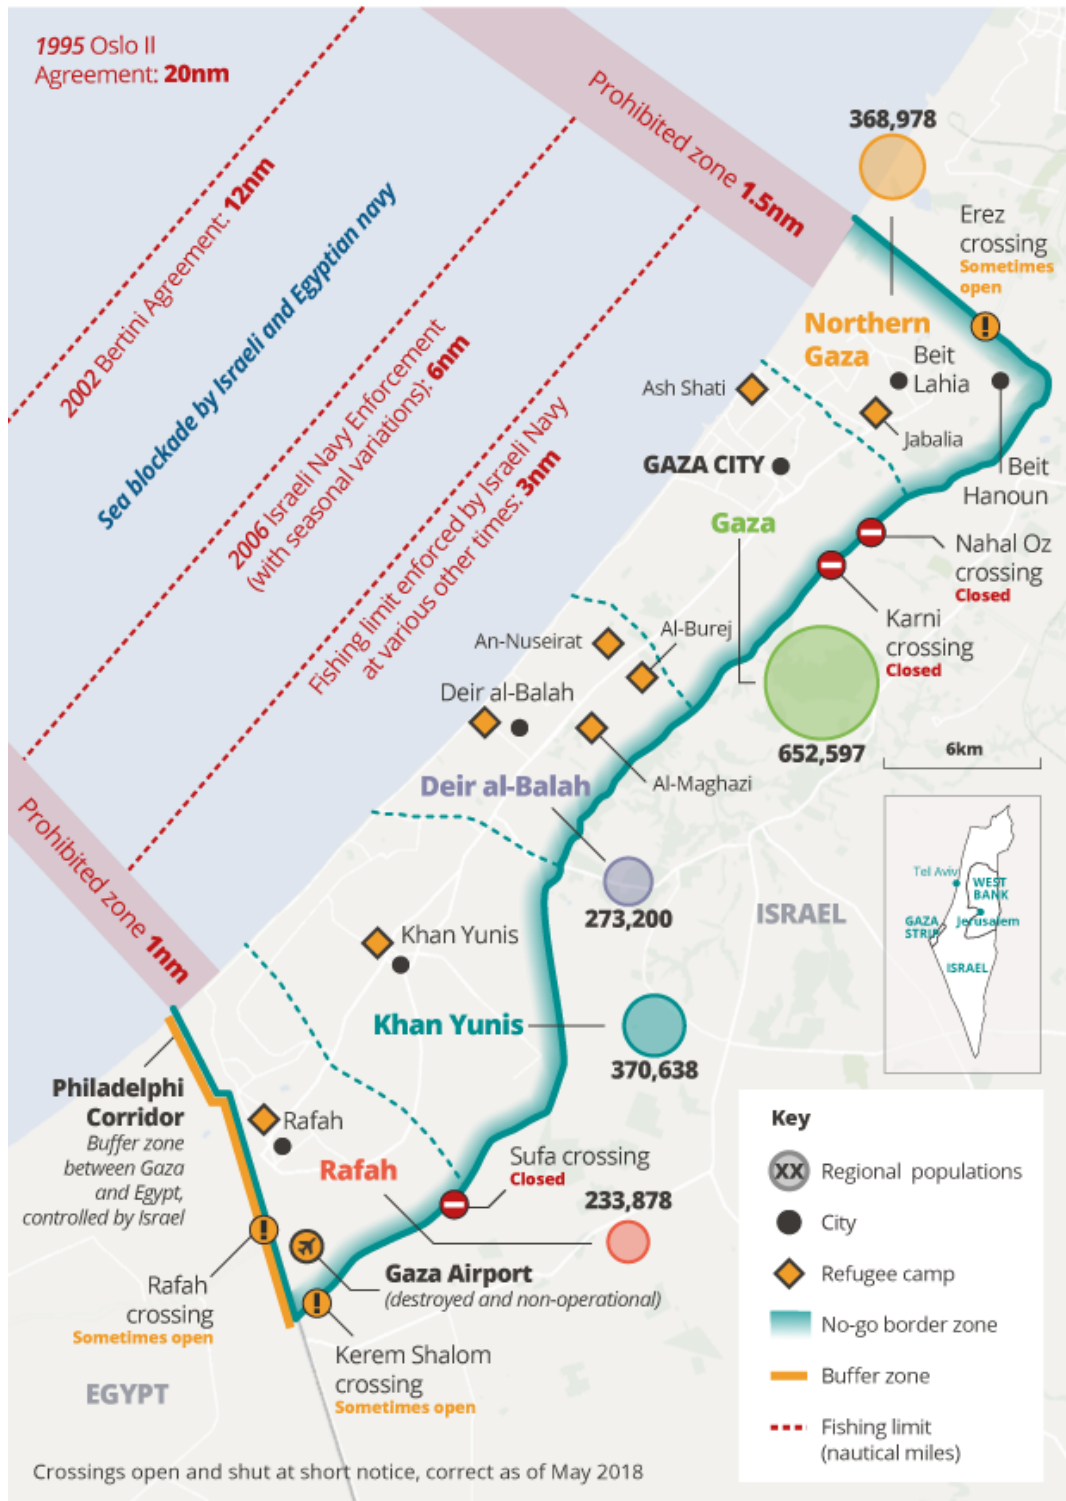 1995 Oslo II
Agreement: 20nm
Prohibited zone 1.5nm
2002 Bertini Agreement: 12nm
Sea blockade by Israeli and Egyptian navy
2006 Israeli Navy Enforcement
(with seasonal variations): 6nm
Fishing limit enforced by Israeli Navy
at various other times: 3nm
Prohibited zone 1nm
368,978
Erez
crossing
Sometimes
open
Northern
Gaza
Beit
Lahia
Ash Shati
Jabalia
GAZA CITY
Beit
Hanoun
Gaza
Nahal Oz
crossing
Closed
Karni
crossing
Closed
An-Nuseirat
Al-Burej
Deir al-Balah
652,597
6km
Al-Maghazi
Deir al-Balah
273,200
ISRAEL
Tel Aviv
WEST
BANK
GAZA
STRIP
Jerusalem
ISRAEL
Khan Yunis
Khan Yunis
370,638
Philadelphi
Corridor
Buffer zone
between Gaza
and Egypt,
controlled by Israel
Rafah
Rafah
Sufa crossing
Closed
233,878
Gaza Airport
(destroyed and non-operational)
Rafah
crossing
Sometimes open
Kerem Shalom
crossing
Sometimes open
EGYPT
Key
XX
Regional populations
City
Refugee camp
No-go border zone
Buffer zone
Fishing limit
(nautical miles)
Crossings open and shut at short notice, correct as of May 2018